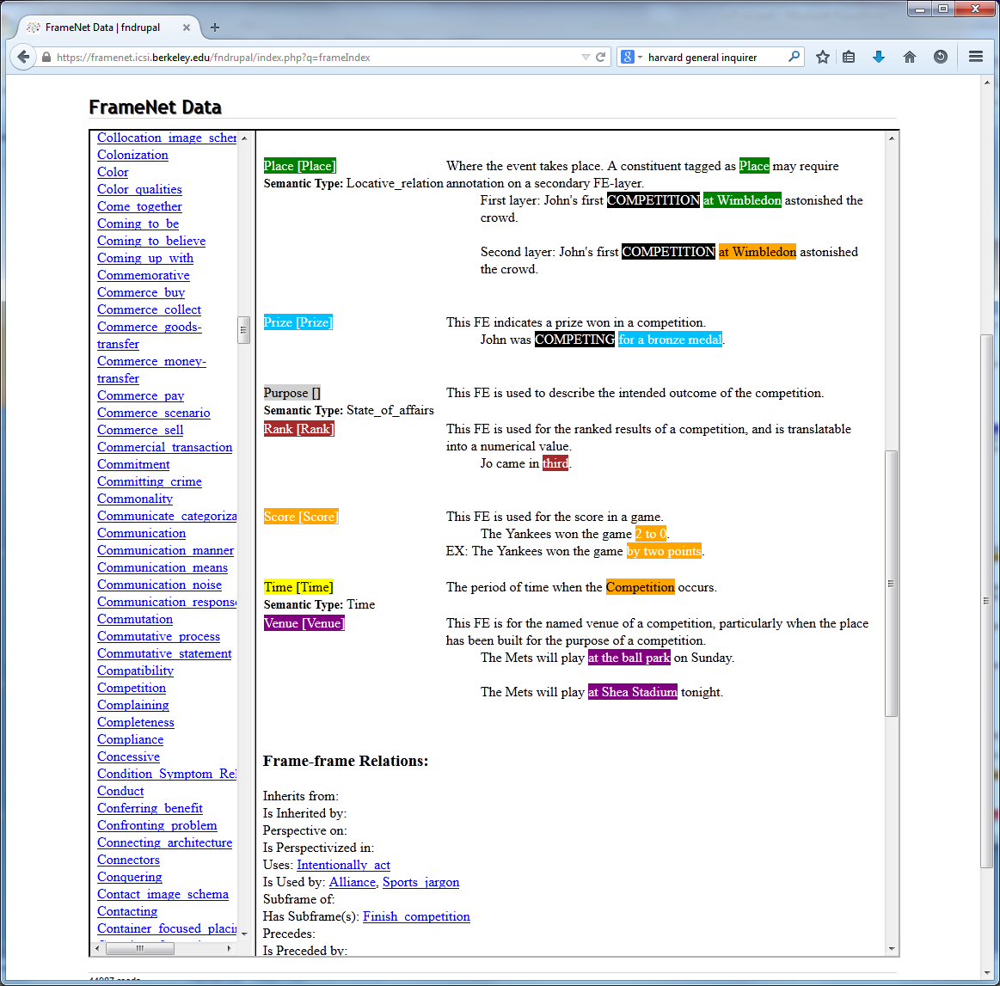 FrameNet Data | fndrupal
https://framenet.icsi.berkeley.edu/fndrupal/index.php?q=frameIndex
harvard general inquirer
FrameNet Data
Collocation_image_schem
Colonization
Color
Color_qualities
Come_together
Coming_to_be
Coming_to_believe
Coming_up_with
Commemorative
Commerce_buy
Commerce_collect
Commerce_goods-
transfer
Commerce_money-
transfer
Commerce_pay
Commerce_scenario
Commerce_sell
Commercial_transaction
Commitment
Committing_crime
Commonality
Communicate_categoriza
Communication
Communication_manner
Communication_means
Communication_noise
Communication_response
Commutation
Commutative_process
Commutative_statement
Compatibility
Competition
Complaining
Completeness
Compliance
Concessive
Condition_Symptom_Rel
Conduct
Conferring_benefit
Confronting_problem
Connecting_architecture
Connectors
Conquering
Contact_image_schema
Contacting
Container_focused_placin
Place [Place]
Semantic Type: Locative_relation
Where the event takes place. A constituent tagged as Place may require
annotation on a secondary FE-layer.
First layer: John's first COMPETITION at Wimbledon astonished the
crowd.
Second layer: John's first COMPETITION at Wimbledon astonished
the crowd.
Prize [Prize]
This FE indicates a prize won in a competition.
John was COMPETING for a bronze medal.
Purpose []
Semantic Type: State_of_affairs
This FE is used to describe the intended outcome of the competition.
Rank [Rank]
This FE is used for the ranked results of a competition, and is translatable
into a numerical value.
Jo came in third.
Score [Score]
This FE is used for the score in a game.
The Yankees won the game 2 to 0.
EX: The Yankees won the game by two points.
Time [Time]
Semantic Type: Time
The period of time when the Competition occurs.
Venue [Venue]
This FE is for the named venue of a competition, particularly when the place
has been built for the purpose of a competition.
The Mets will play at the ball park on Sunday.
The Mets will play at Shea Stadium tonight.
Frame-frame Relations:
Inherits from:
Is Inherited by:
Perspective on:
Is Perspectivized in:
Uses: Intentionally_act
Is Used by: Alliance, Sports_jargon
Subframe of:
Has Subframe(s): Finish_competition
Precedes:
Is Preceded by: